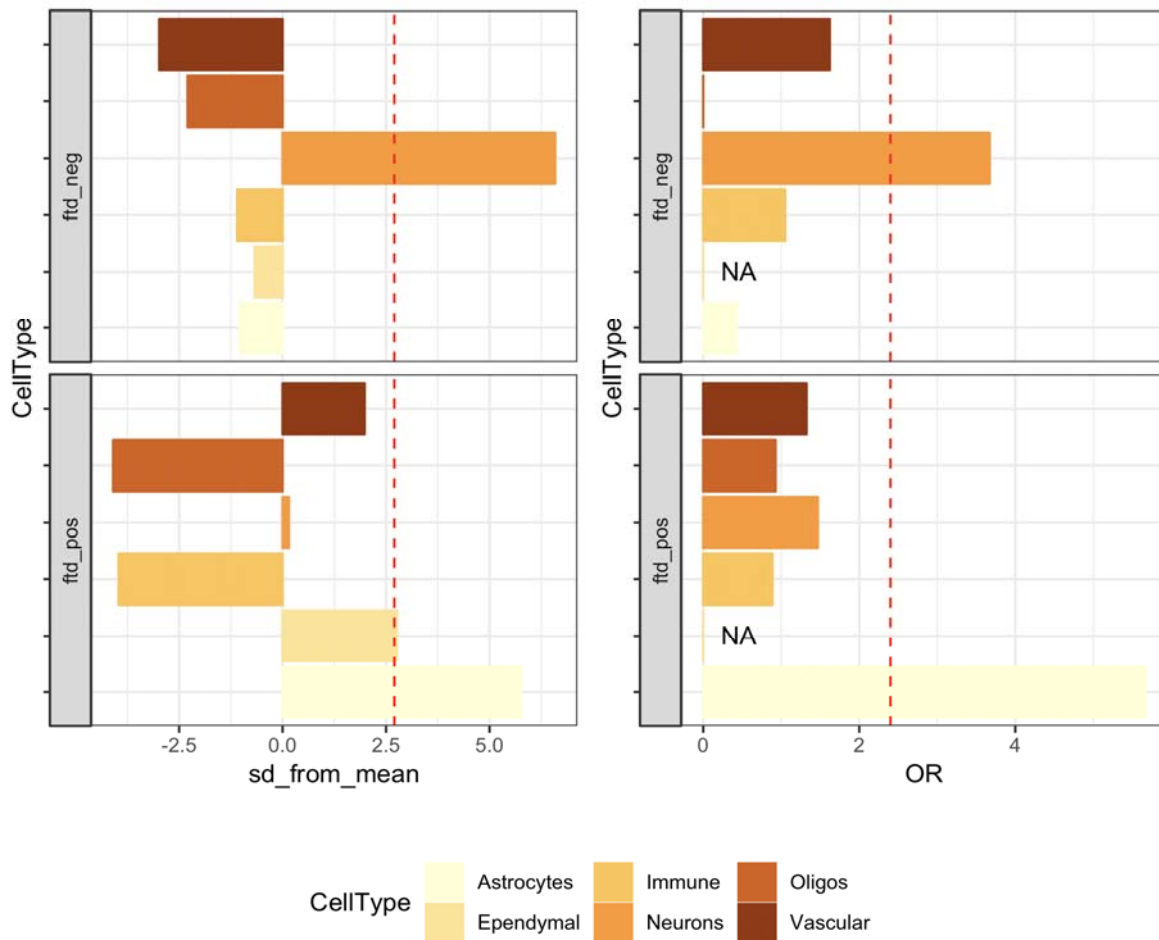 CellType
ftd_neg
ftd_pos
-2.5 0.0 2.5 5.0
sd_from_mean
CellType
ftd_neg
NA
ftd_pos
NA
0 2 4
OR
CellType
Astrocytes Immune Oligos
Ependymal Neurons Vascular